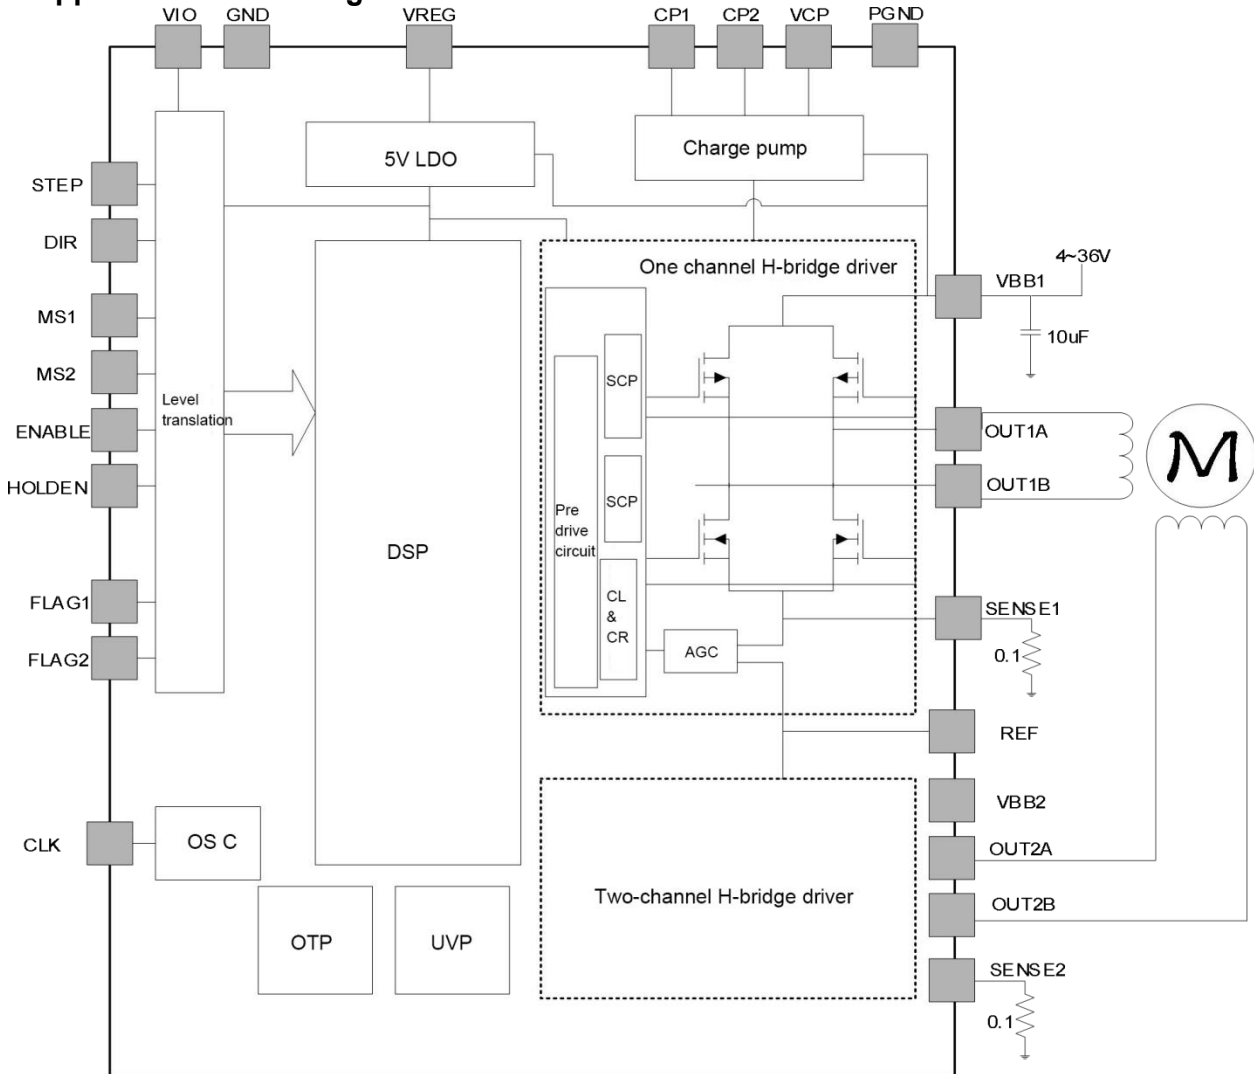 VIO GND VREG CP1 CP2 VCP PGND
5V LDO
Charge pump
STEP
DIR
MS1
MS2
ENABLE
HOLDEN
FLAG1
FLAG2
CLK
Level
translation
DSP
One channel H-bridge driver
SCP
SCP
Pre
drive
circuit
CL
&
CR
AGC
VBB1
4~36V
10uF
OUT1A
OUT1B
M
SENSE1
0.1
REF
VBB2
OUT2A
OUT2B
SENSE2
0.1
OS C
OTP
UVP
Two-channel H-bridge driver